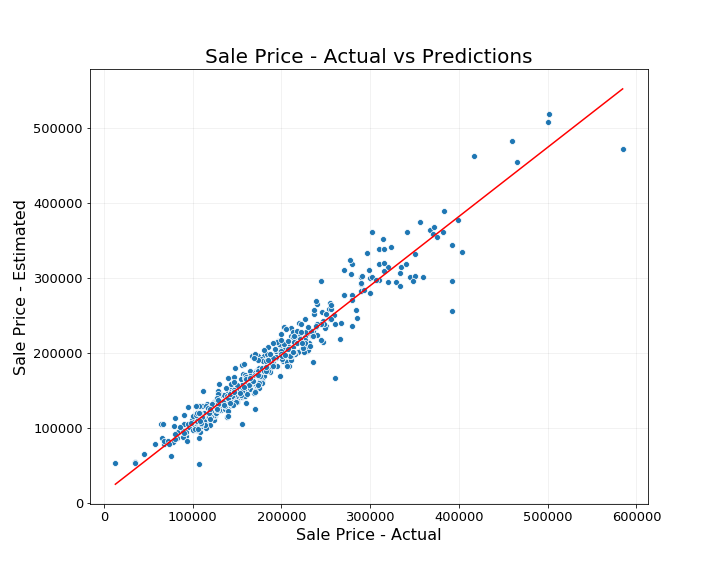 Sale Price - Actual vs Predictions
Sale Price - Estimated
500000
400000
300000
200000
100000
0
0 100000 200000 300000 400000 500000 600000
Sale Price - Actual